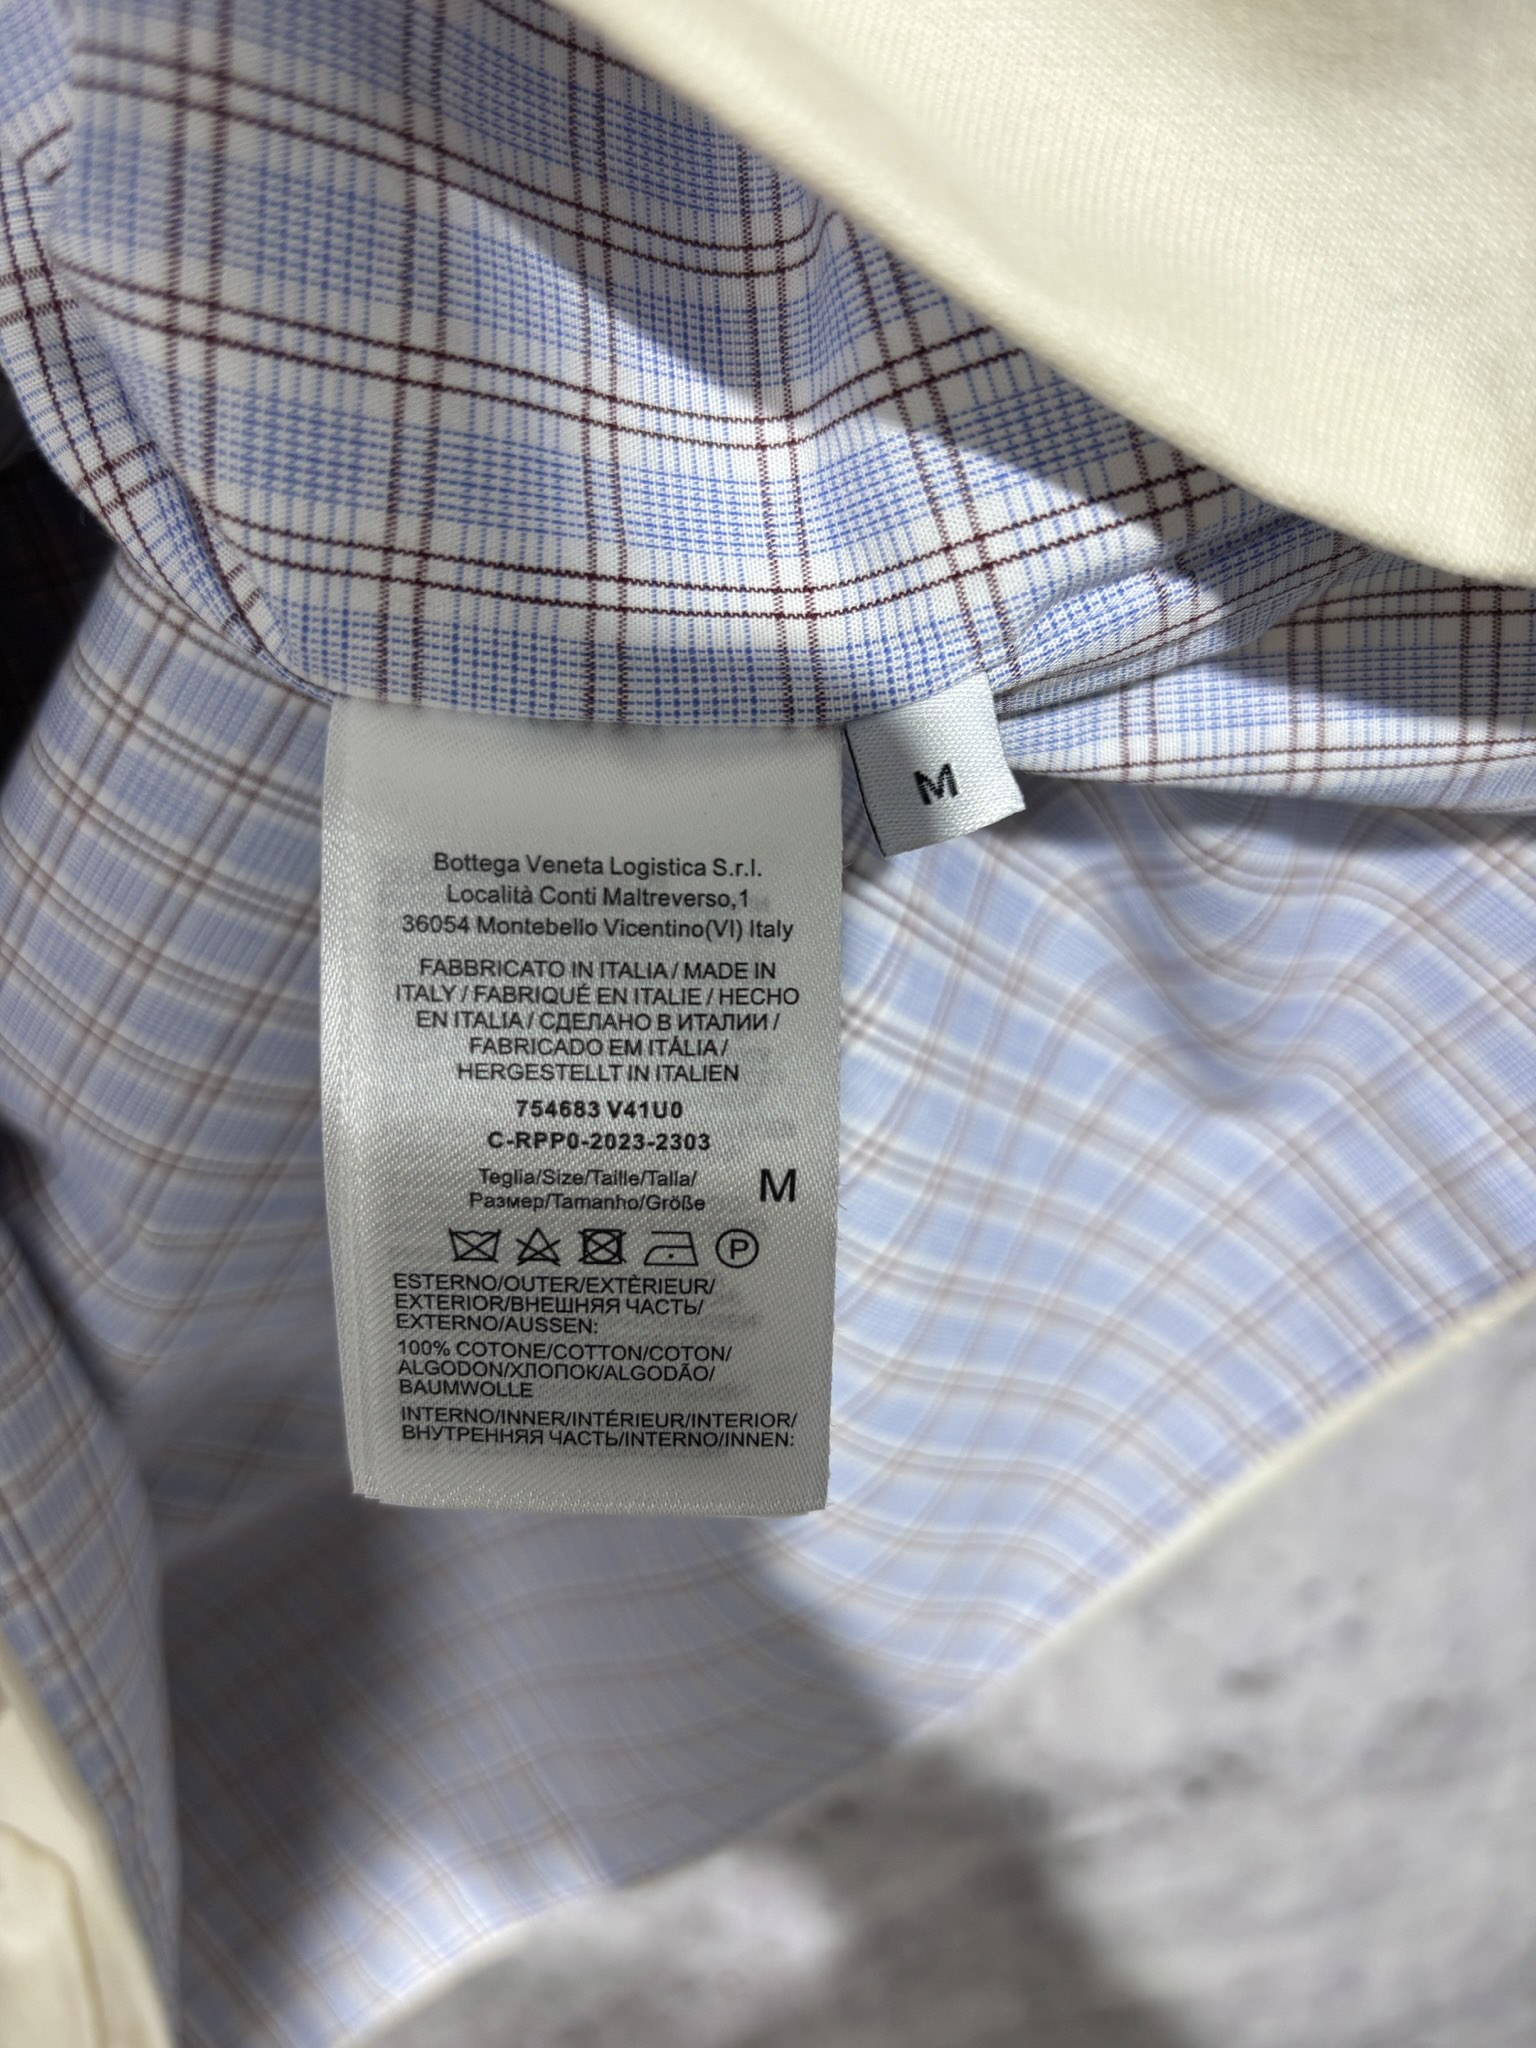 M
Bottega Veneta Logistica S.r.l.
Località Conti Maltreverso,1
36054 Montebello Vicentino(VI) Italy
FABBRICATO IN ITALIA / MADE IN
ITALY / FABRIQUÉ EN ITALIE / HECHO
EN ITALIA / СДЕЛАНО В ИТАЛИИ /
FABRICADO EM ITÁLIA /
HERGESTELLT IN ITALIEN
754683 V41U0
C-RPP0-2023-2303
Teglia/Size/Taille/Talla/
Размер/Tamanho/Größe
M
P
ESTERNO/OUTER/EXTÈRIEUR/
EXTERIOR/ВНЕШНЯЯ ЧАСТЬ/
EXTERNO/AUSSEN:
100% COTONE/COTTON/COTON/
ALGODON/ХЛОПОК/ALGODÃO/
BAUMWOLLE
INTERNO/INNER/INTÉRIEUR/INTERIOR/
ВНУТРЕННЯЯ ЧАСТЬ/INTERNO/INNEN: